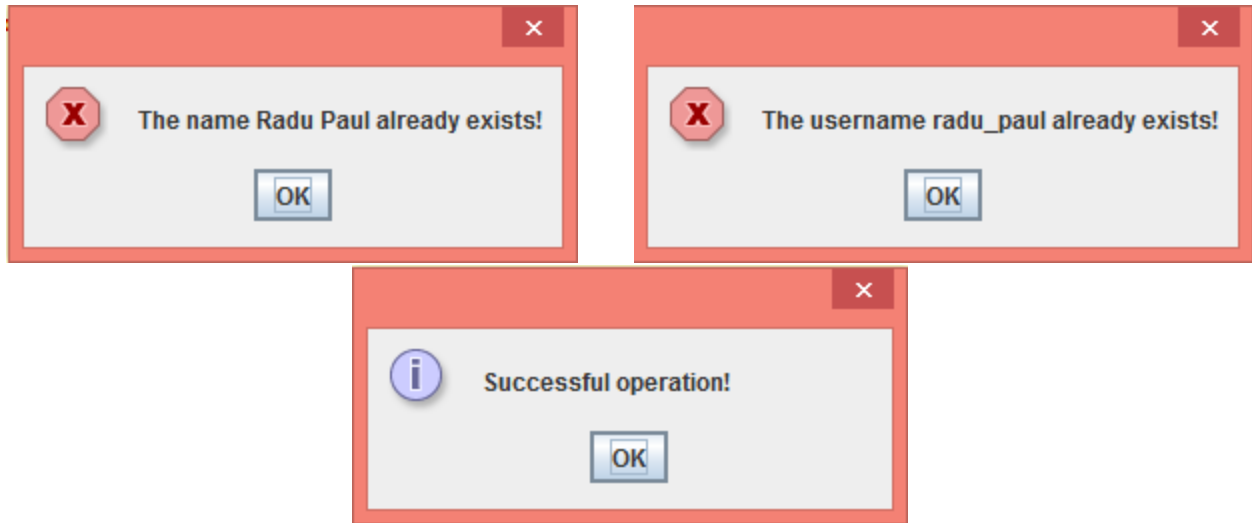 The name Radu Paul already exists!
OK
The username radu_paul already exists!
OK
Successful operation!
OK